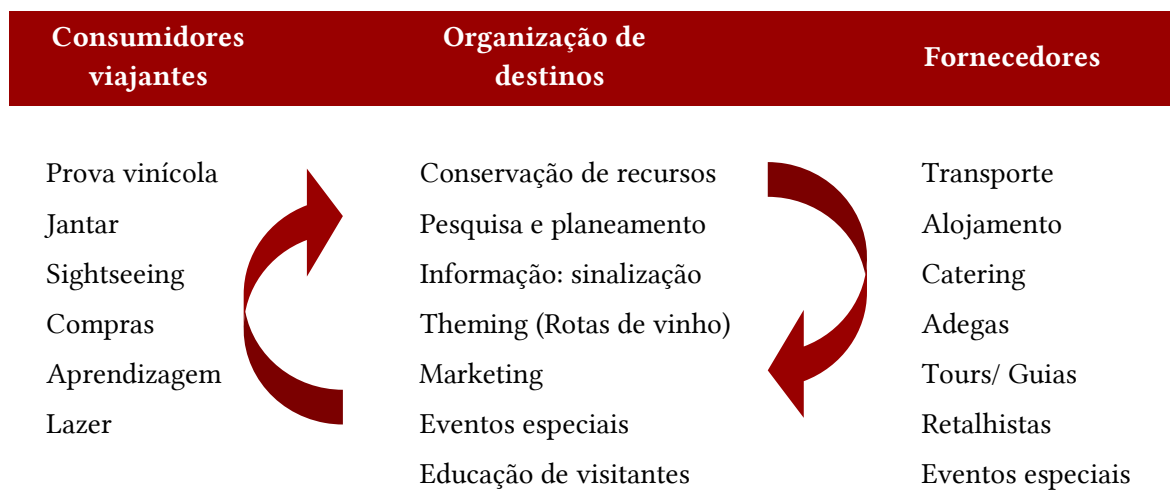 Consumidores
viajantes
Organização de
destinos
Fornecedores
Prova vinícola
Jantar
Sightseeing
Compras
Aprendizagem
Lazer
Conservação de recursos
Pesquisa e planeamento
Informação: sinalização
Theming (Rotas de vinho)
Marketing
Eventos especiais
Educação de visitantes
Transporte
Alojamento
Catering
Adegas
Tours/ Guias
Retalhistas
Eventos especiais